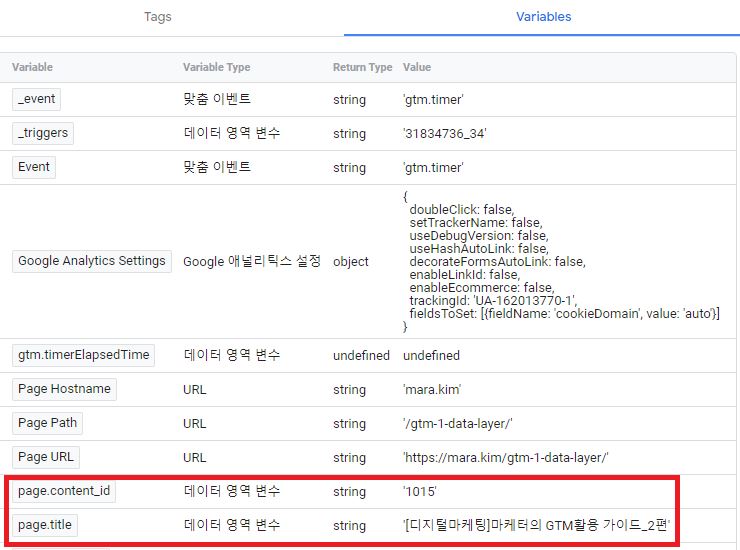 Tags Variables
Variable Variable Type Return Type Value
_event 맞춤 이벤트 string 'gtm.timer'
_triggers 데이터 영역 변수 string '31834736_34'
Event 맞춤 이벤트 string 'gtm.timer'
{
doubleClick: false,
setTrackerName: false,
useDebugVersion: false,
useHashAutoLink: false,
decorateFormsAutoLink: false,
Google Analytics Settings Google 애널리틱스 설정 object enableLinkId: false,
enableEcommerce: false,
trackingId: 'UA-162013770-1',
fieldsToSet: [{fieldName: 'cookieDomain', value: 'auto'}]
}
gtm.timerElapsedTime 데이터 영역 변수 undefined undefined
Page Hostname URL string 'mara.kim'
Page Path URL string '/gtm-1-data-layer/'
Page URL URL string 'https://mara.kim/gtm-1-data-layer/'
page.content_id 데이터 영역 변수 string '1015'
page.title 데이터 영역 변수 string '[디지털마케팅]마케터의 GTM활용 가이드_2편'